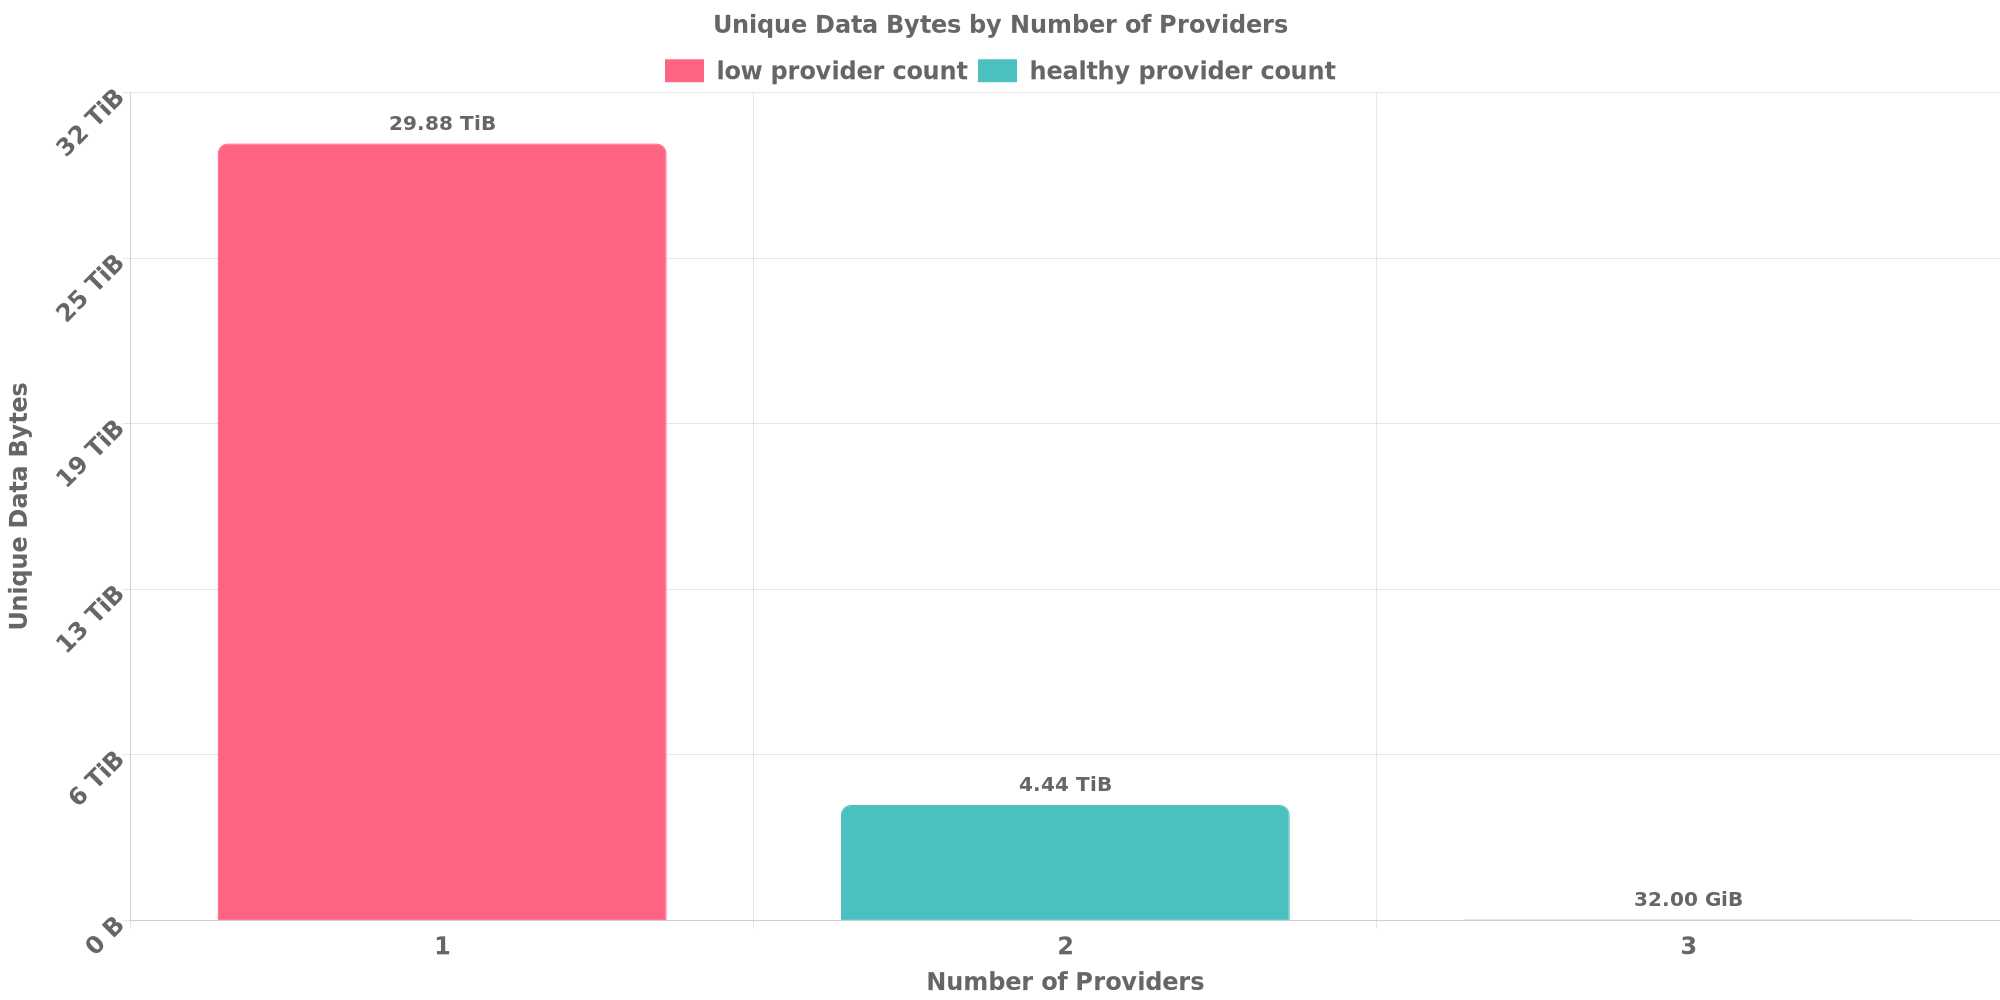 Unique Data Bytes by Number of Providers
low provider count healthy provider count
32 TiB
29.88 TiB
25 TiB
19 TiB
13 TiB
6 TiB
4.44 TiB
32.00 GiB
0 B
Unique Data Bytes
1 2 3
Number of Providers